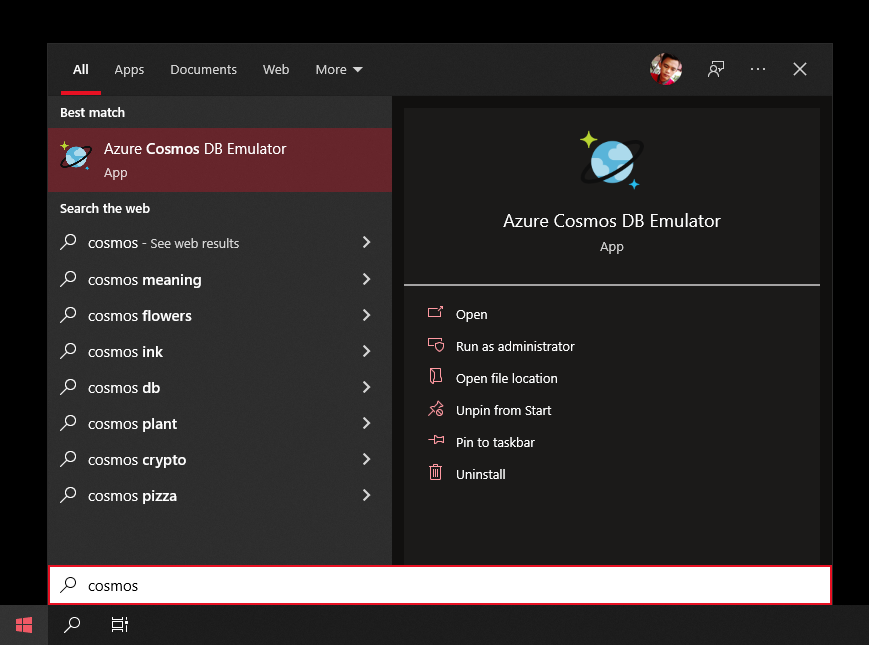 All Apps Documents Web More
Best match
Azure Cosmos DB Emulator
App
Search the web
cosmos - See web results
cosmos meaning
cosmos flowers
cosmos ink
cosmos db
cosmos plant
cosmos crypto
cosmos pizza
Azure Cosmos DB Emulator
App
Open
Run as administrator
Open file location
Unpin from Start
Pin to taskbar
Uninstall
cosmos